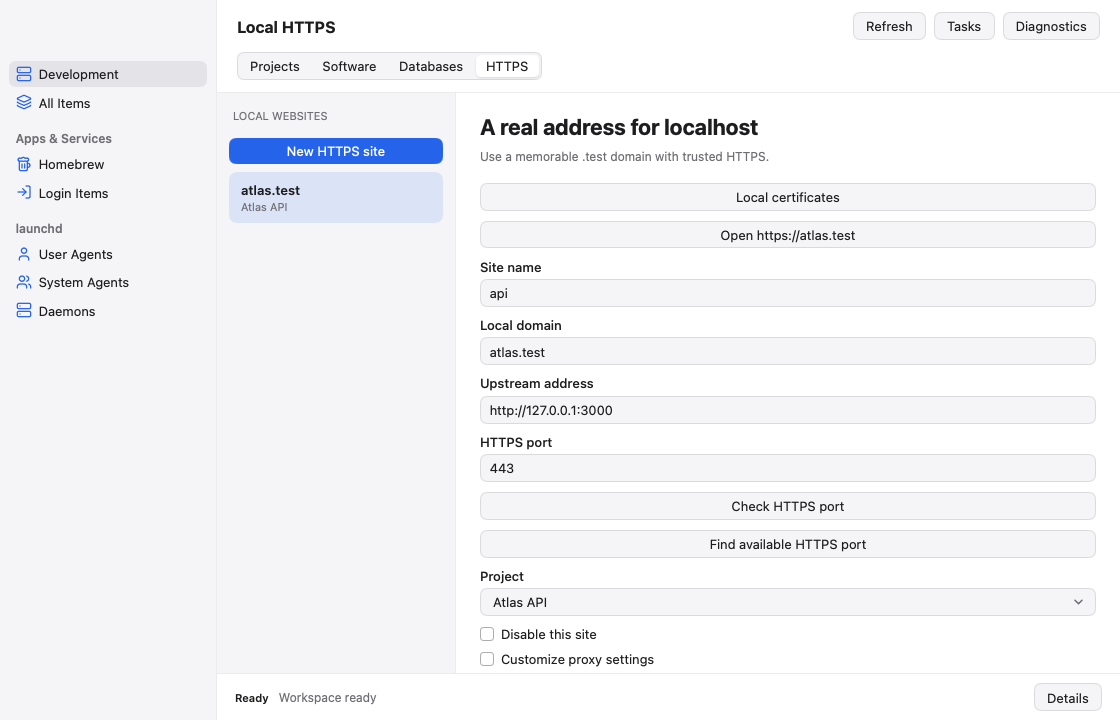 Local HTTPS
Refresh
Tasks
Diagnostics
Projects
Software
Databases
HTTPS
Development
All Items
Apps & Services
Homebrew
Login Items
launchd
User Agents
System Agents
Daemons
LOCAL WEBSITES
New HTTPS site
atlas.test
Atlas API
A real address for localhost
Use a memorable .test domain with trusted HTTPS.
Local certificates
Open https://atlas.test
Site name
api
Local domain
atlas.test
Upstream address
http://127.0.0.1:3000
HTTPS port
443
Check HTTPS port
Find available HTTPS port
Project
Atlas API
Disable this site
Customize proxy settings
Ready
Workspace ready
Details